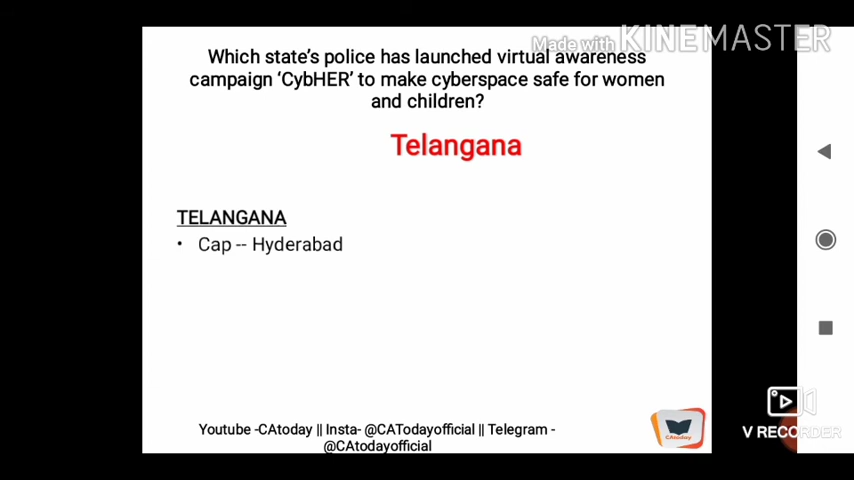 Made with KINEMASTER
Which state's police has launched virtual awareness
campaign ‘CybHER’ to make cyberspace safe for women
and children?
Telangana
TELANGANA
• Cap -- Hyderabad
Youtube -CAtoday || Insta- @CATodayofficial || Telegram -
@CAtodayofficial
CAtoday
V RECORDER